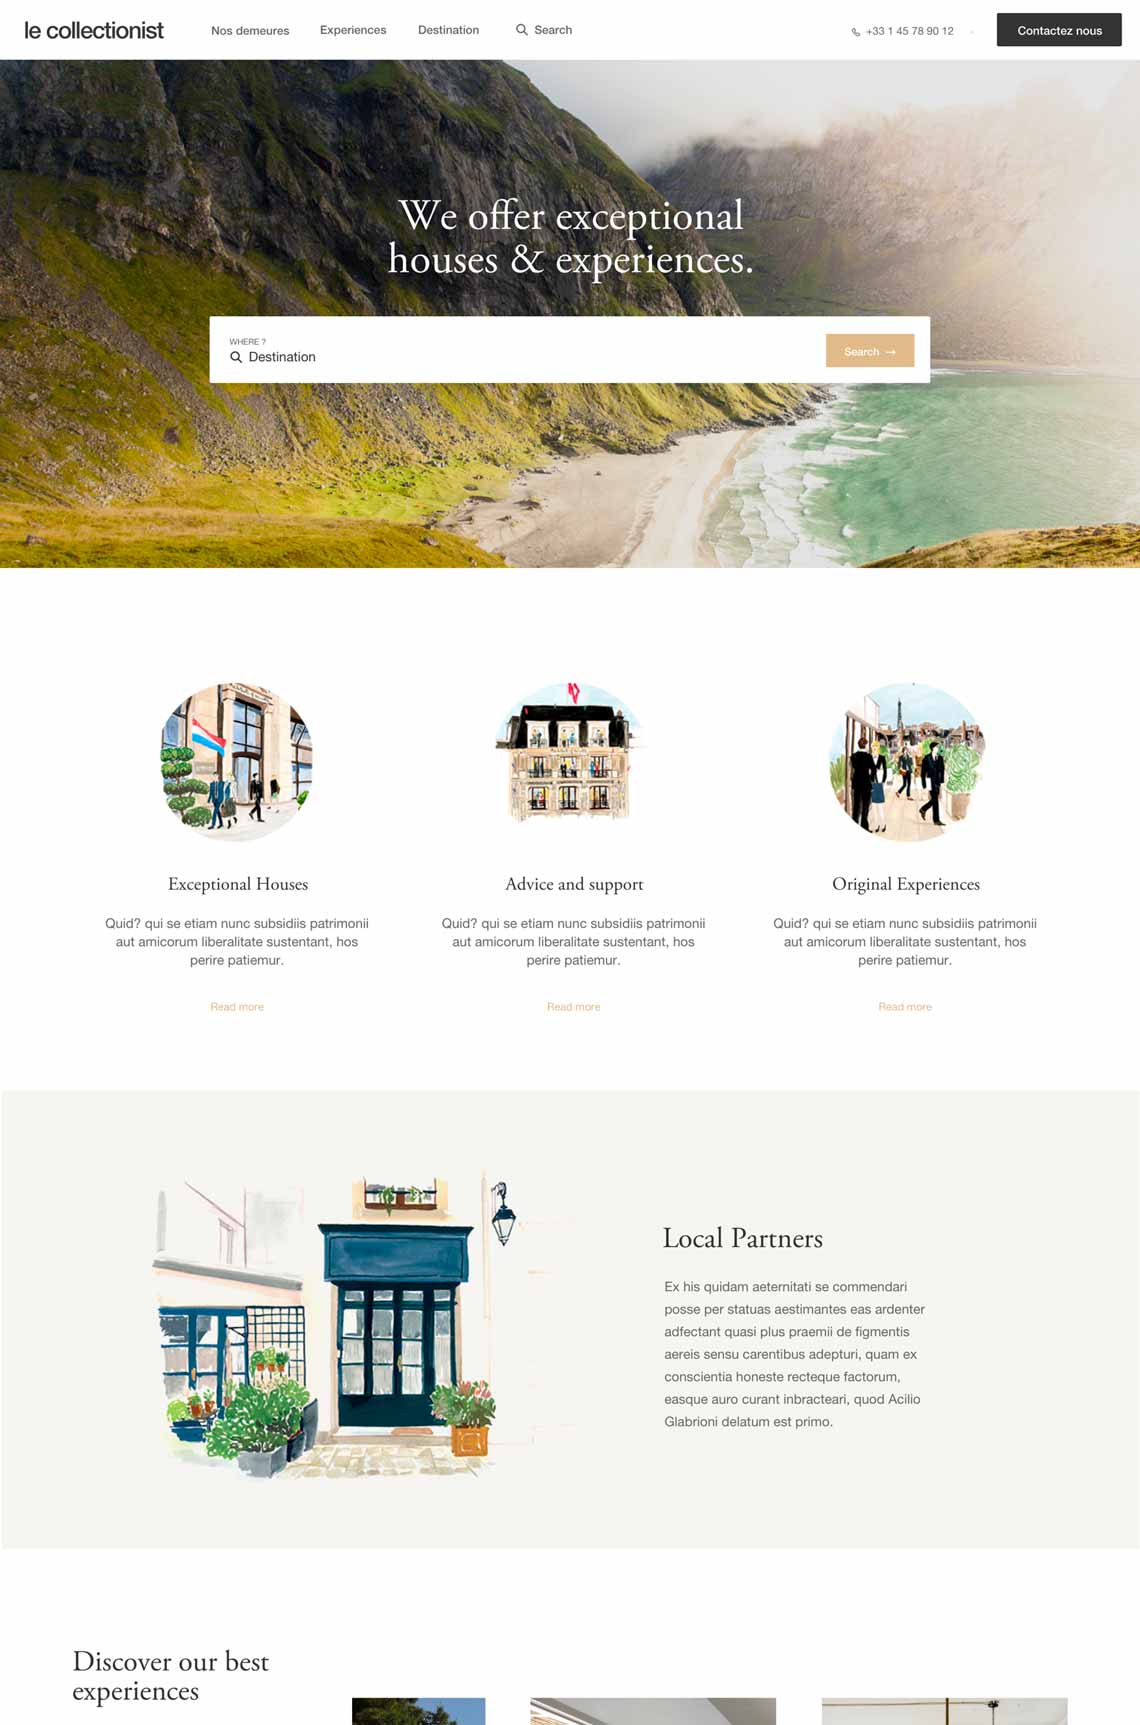 le collectionist
Nos demeures
Experiences
Destination
Search
+33 1 45 78 90 12
Contactez nous
We offer exceptional
houses & experiences.
WHERE ?
Destination
Search →
Exceptional Houses
Quid? qui se etiam nunc subsidiis patrimonii
aut amicorum liberalitate sustentant, hos
perire patiemur.
Read more
Advice and support
Quid? qui se etiam nunc subsidiis patrimonii
aut amicorum liberalitate sustentant, hos
perire patiemur.
Read more
Original Experiences
Quid? qui se etiam nunc subsidiis patrimonii
aut amicorum liberalitate sustentant, hos
perire patiemur.
Read more
Local Partners
Ex his quidam aeternitati se commendari
posse per statuas aestimantes eas ardenter
adfectant quasi plus praemii de figmentis
aereis sensu carentibus adepturi, quam ex
conscientia honeste recteque factorum,
easque auro curant inbracteari, quod Acilio
Glabrioni delatum est primo.
Discover our best
experiences